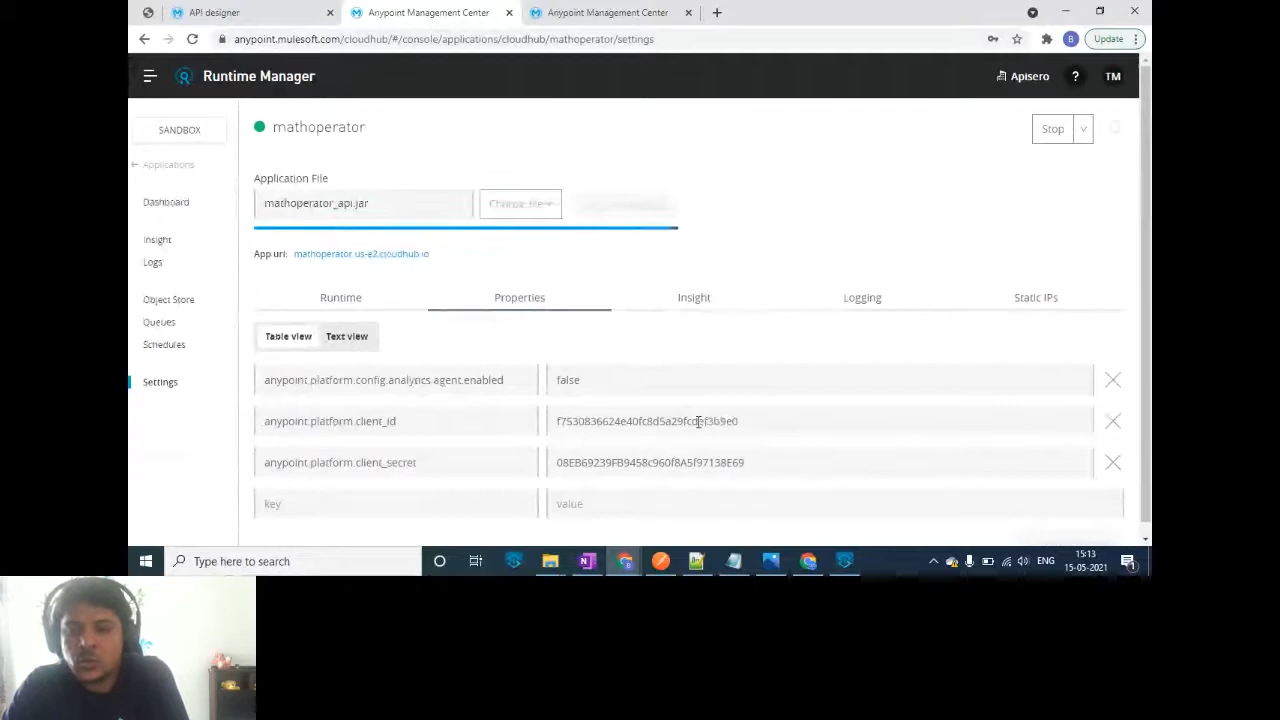 API designer
Anypoint Management Center
Anypoint Management Center
anypoint.mulesoft.com/cloudhub/#/console/applications/cloudhub/mathoperator/settings
Update
Runtime Manager
Apisero
?
TM
SANDBOX
mathoperator
Stop
Applications
Application File
Dashboard
mathoperator_api.jar
Choose file
Insight
App url: mathoperator.us-e2.cloudhub.io
Logs
Object Store
Runtime Properties Insight Logging Static IPs
Queues
Schedules
Table view Text view
Settings
anypoint.platform.config.analytics.agent.enabled false
anypoint.platform.client_id
anypoint.platform.client_secret 08EB69239FB9458c960f8A5f97138E69
key value
Type here to search
ENG
15:13
15-05-2021